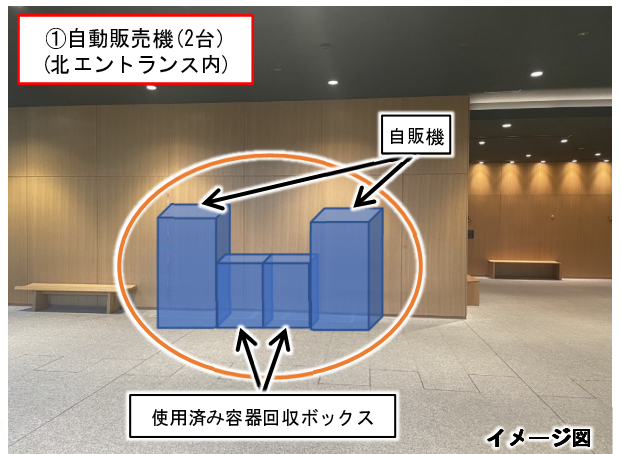 ①自動販売機(2台)
(北エントランス内)
自販機
使用済み容器回収ボックス
イメージ図